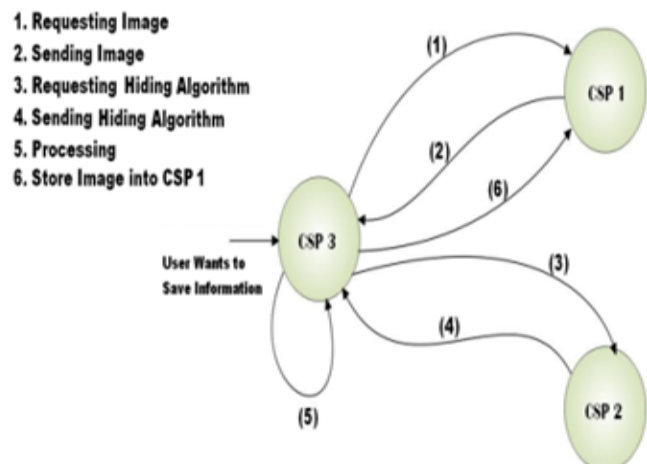 1. Requesting Image
2. Sending Image
3. Requesting Hiding Algorithm
4. Sending Hiding Algorithm
5. Processing
6. Store Image into CSP 1
(1)
CSP 1
(2)
(6)
CSP 3
User Wants to
Save Information
(3)
(4)
(5)
CSP 2